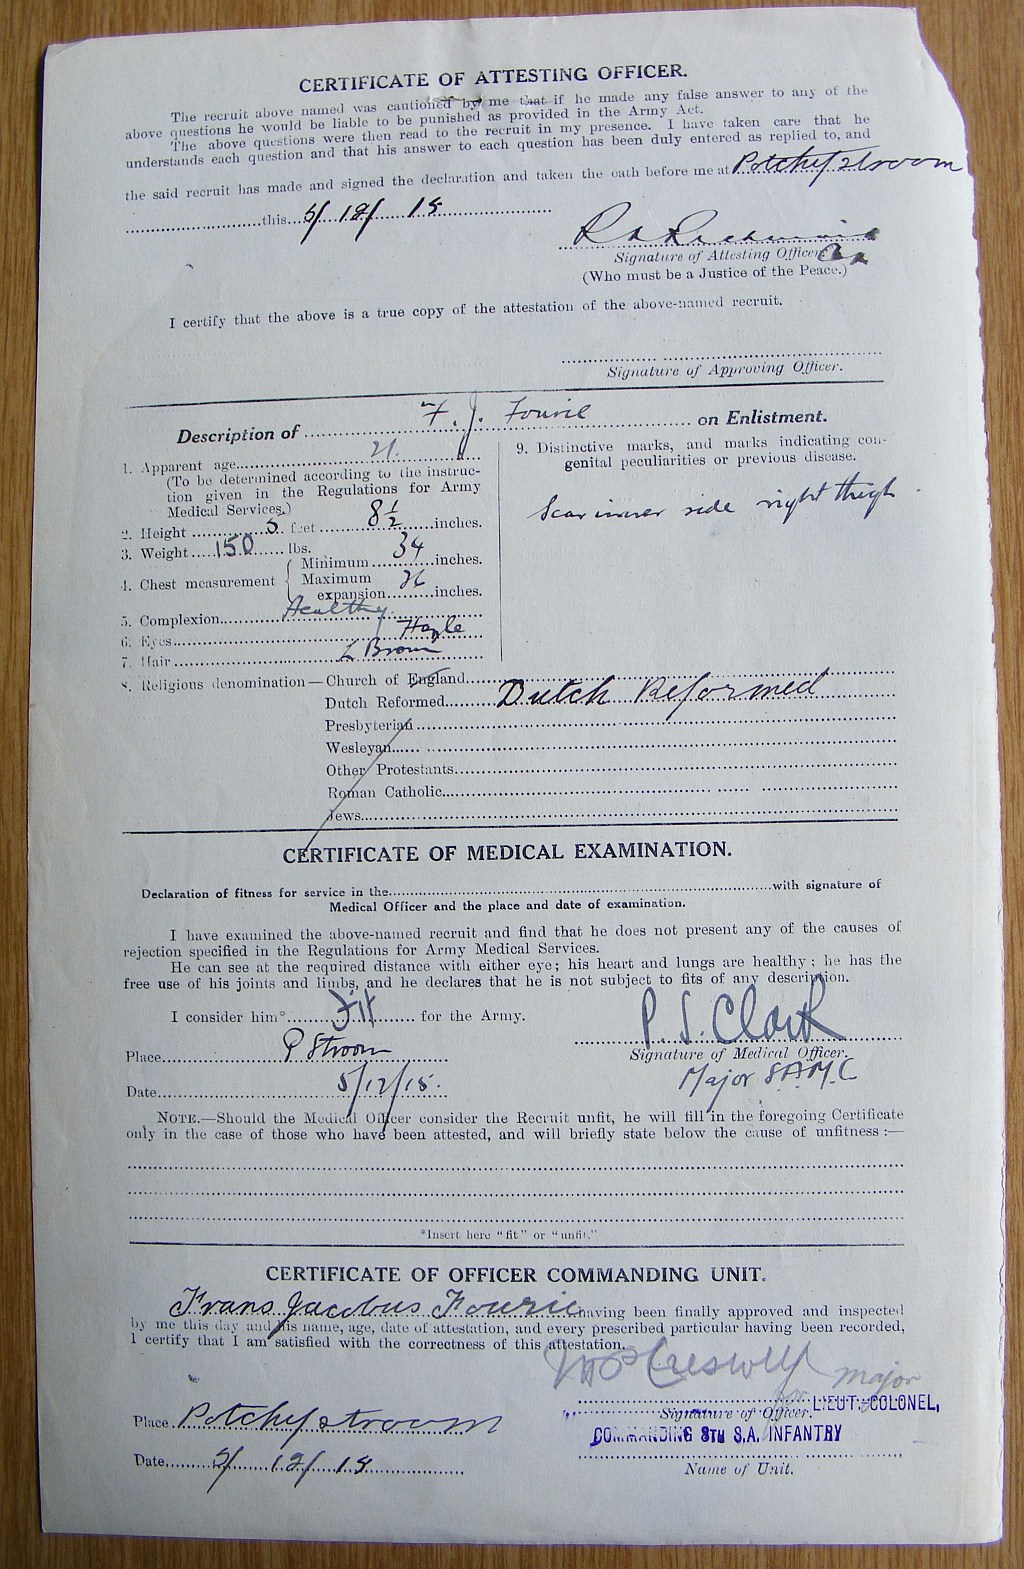 CERTIFICATE OF ATTESTING OFFICER.
The recruit above named was cautioned by me that if he made any false answer to any of the
above questions he would be liable to be punished as provided in the Army Act.
The above questions were then read to the recruit in my presence. I have taken care that he
understands each question and that his answer to each question has been duly entered as replied to, and
the said recruit has made and signed the declaration and taken the oath before me at Potchefstroom
this 5/12/15
Signature of Attesting Officer
(Who must be a Justice of the Peace.)
I certify that the above is a true copy of the attestation of the above-named recruit.
Signature of Approving Officer.
Description of F. J. Fourie on Enlistment.
1. Apparent age 21.
(To be determined according to the instruc-
tion given in the Regulations for Army
Medical Services.)
2. Height 5 feet 8½ inches.
3. Weight 150 lbs.
4. Chest measurement { Minimum 34 inches.
Maximum
expansion 36 inches.
5. Complexion Healthy
6. Eyes Hazle
7. Hair L Brown
9. Distinctive marks, and marks indicating con-
genital peculiarities or previous disease.
Scar inner side right thigh.
8. Religious denomination—Church of England
Dutch Reformed Dutch Reformed
Presbyterian
Wesleyan
Other Protestants
Roman Catholic
Jews
CERTIFICATE OF MEDICAL EXAMINATION.
Declaration of fitness for service in the with signature of
Medical Officer and the place and date of examination.
I have examined the above-named recruit and find that he does not present any of the causes of
rejection specified in the Regulations for Army Medical Services.
He can see at the required distance with either eye; his heart and lungs are healthy; he has the
free use of his joints and limbs, and he declares that he is not subject to fits of any description.
I consider him* Fit for the Army.
P. S. Clark
Signature of Medical Officer.
Major SAMC
Place P Stroom
Date 5/12/15.
NOTE.—Should the Medical Officer consider the Recruit unfit, he will fill in the foregoing Certificate
only in the case of those who have been attested, and will briefly state below the cause of unfitness:—
*Insert here "fit" or "unfit."
CERTIFICATE OF OFFICER COMMANDING UNIT.
Frans Jacobus Fourie having been finally approved and inspected
by me this day and his name, age, date of attestation, and every prescribed particular having been recorded,
I certify that I am satisfied with the correctness of this attestation.
Creswell Major
for LIEUT.-COLONEL,
Signature of Officer.
COMMANDING 8TH S.A. INFANTRY
Name of Unit.
Place Potchefstroom
Date 5/12/15